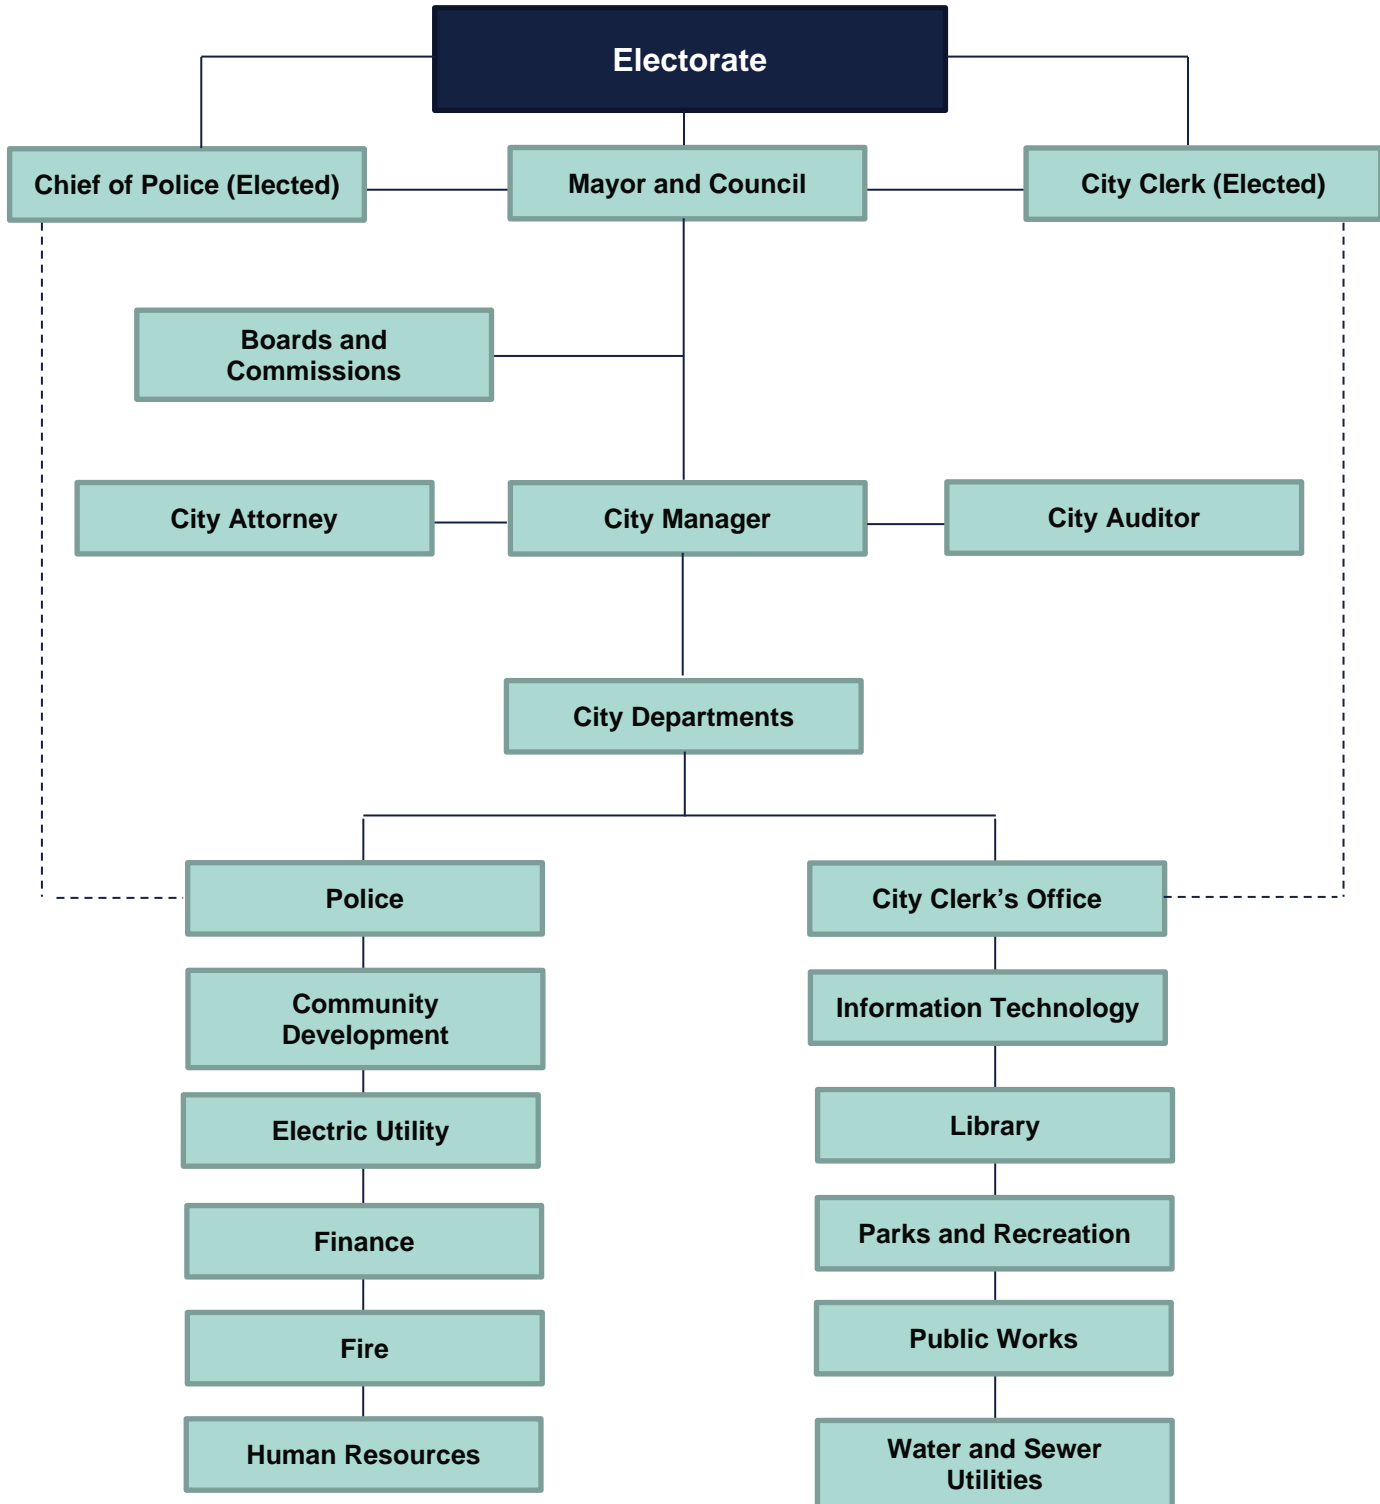 Electorate
Chief of Police (Elected)
Mayor and Council
City Clerk (Elected)
Boards and
Commissions
City Attorney
City Manager
City Auditor
City Departments
Police
City Clerk’s Office
Community
Development
Information Technology
Electric Utility
Library
Finance
Parks and Recreation
Fire
Public Works
Human Resources
Water and Sewer
Utilities